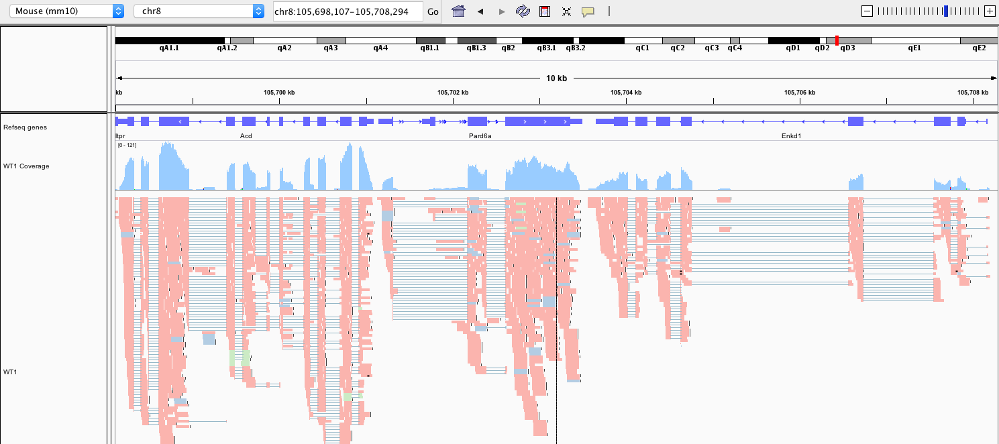 Mouse (mm10) chr8 chr8:105,698,107-105,708,294 Go
qA1.1 qA1.2 qA2 qA3 qA4 qB1.1 qB1.3 qB2 qB3.1 qB3.2 qC1 qC2 qC3 qC4 qD1 qD2 qD3 qE1 qE2
10 kb
kb 105,700 kb 105,702 kb 105,704 kb 105,706 kb 105,708 kb
Refseq genes
ltpr Acd Pard6a Enkd1
[0 - 121]
WT1 Coverage
WT1